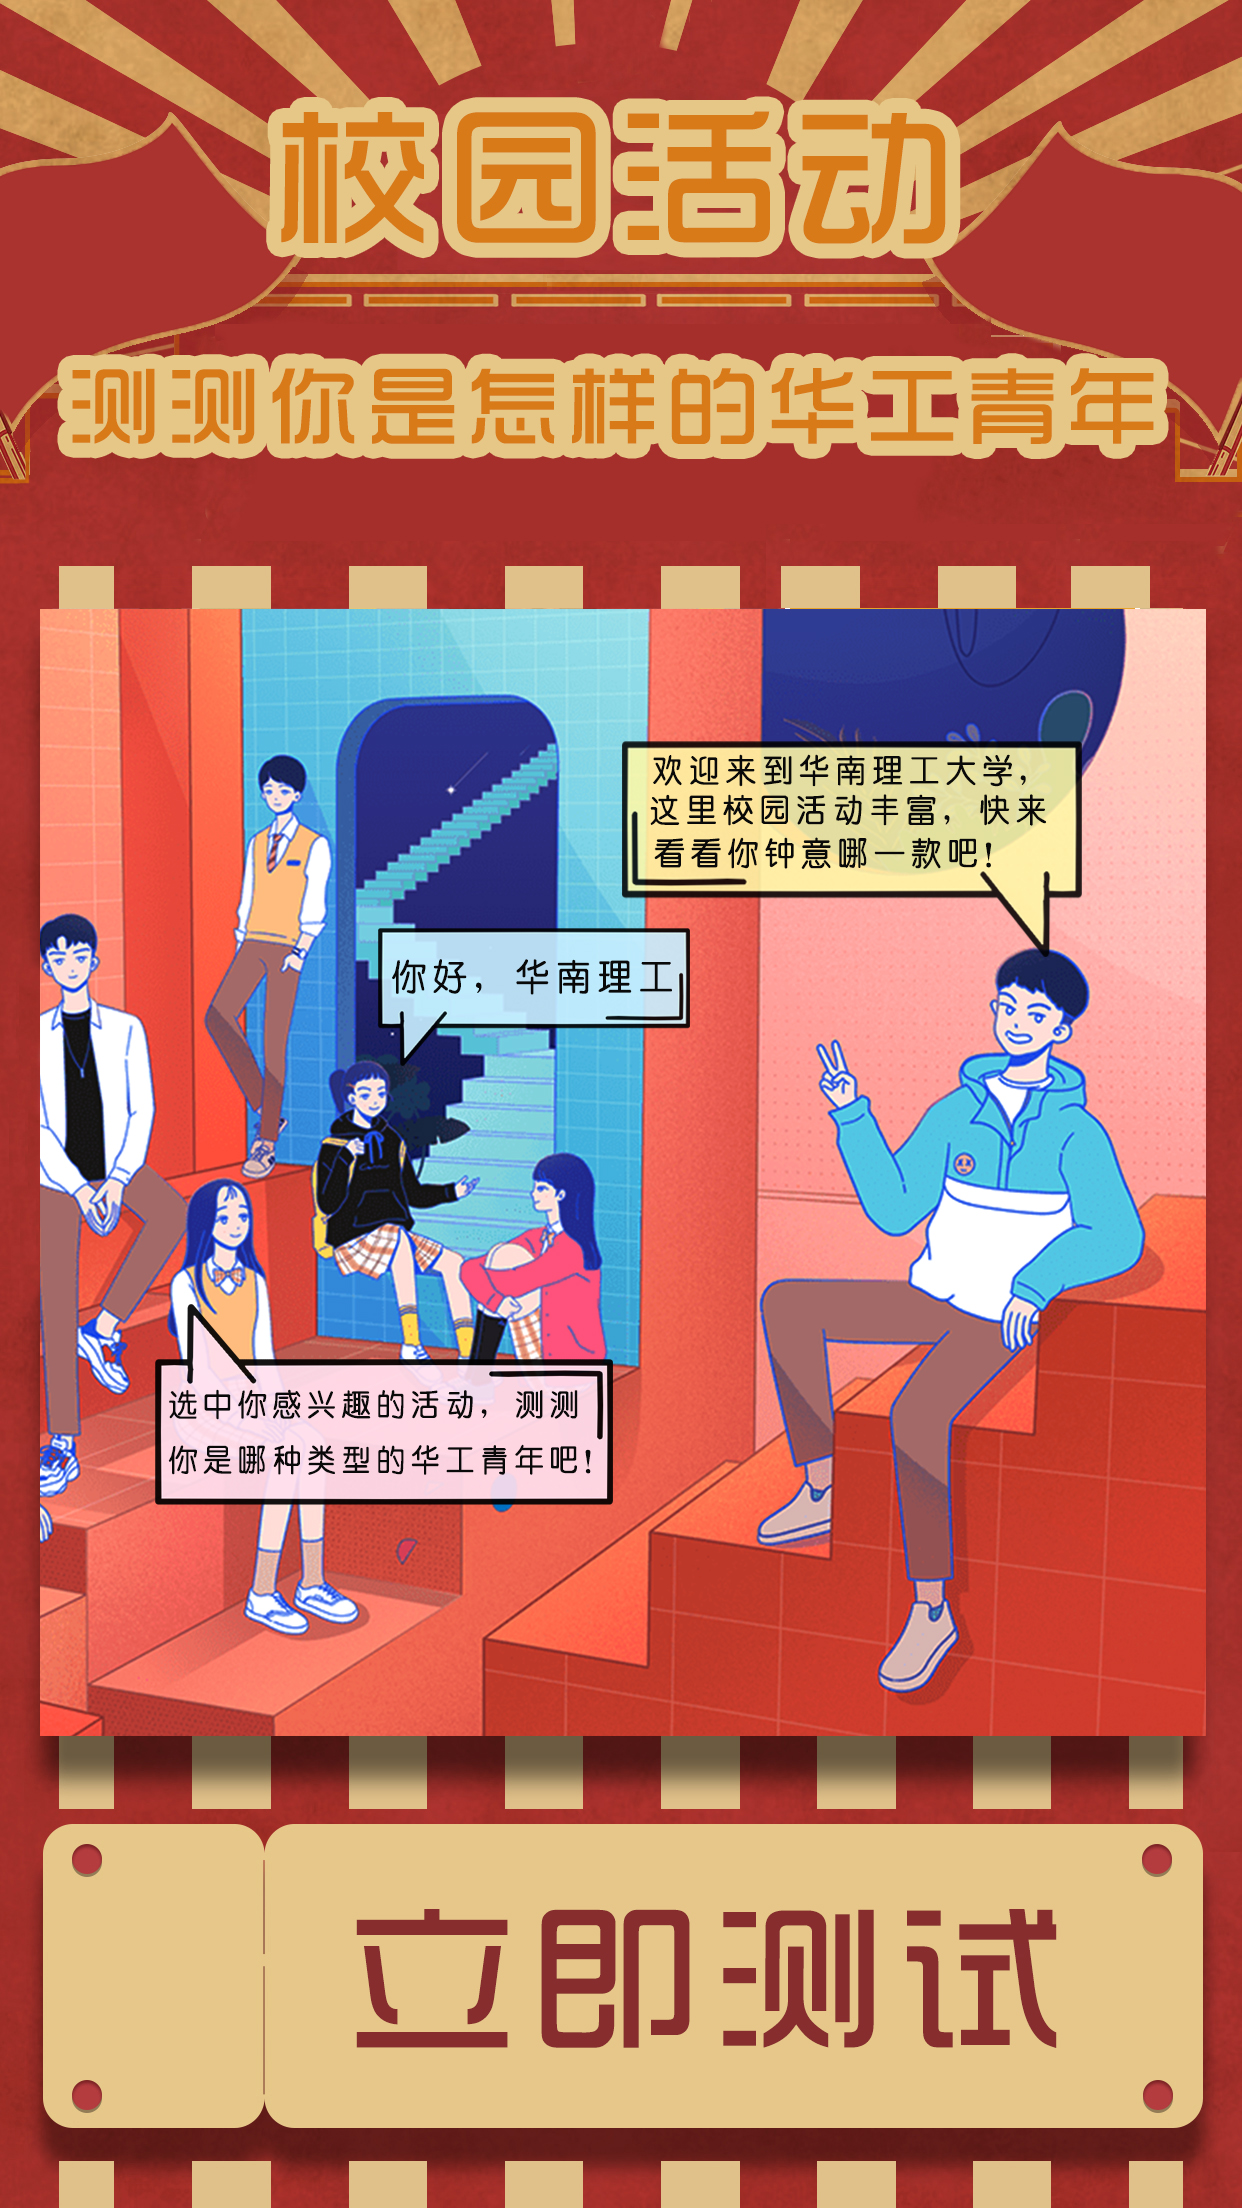 校园活动
测测你是怎样的华工青年
欢迎来到华南理工大学，
这里校园活动丰富，快来
看看你钟意哪一款吧！
你好，华南理工
选中你感兴趣的活动，测测
你是哪种类型的华工青年吧！
立即测试